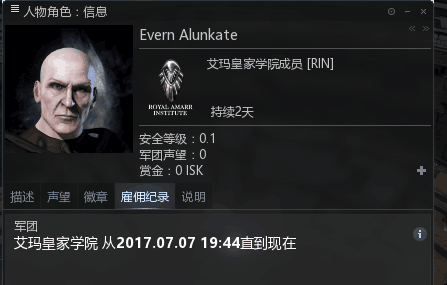 人物角色：信息
Evern Alunkate
艾玛皇家学院成员 [RIN]
ROYAL AMARR
INSTITUTE
持续2天
安全等级：0.1
军团声望：0
赏金：0 ISK
描述 声望 徽章 雇佣纪录 说明
军团
艾玛皇家学院 从2017.07.07 19:44直到现在